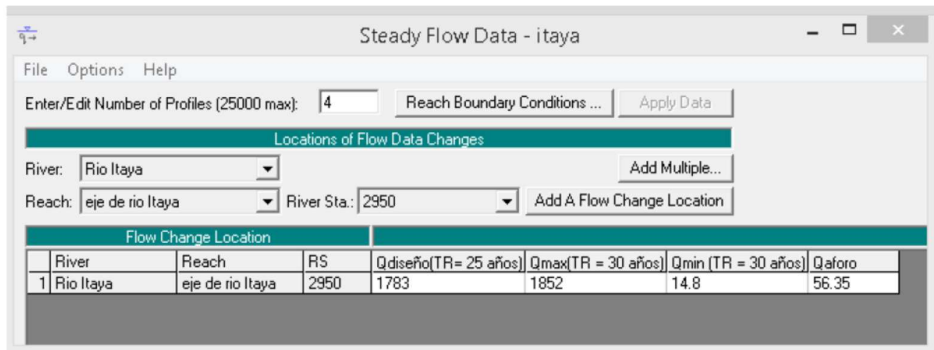 Steady Flow Data - itaya
File Options Help
Enter/Edit Number of Profiles (25000 max): 4 Reach Boundary Conditions ... Apply Data
Locations of Flow Data Changes
River: Rio Itaya Add Multiple...
Reach: eje de rio Itaya River Sta.: 2950 Add A Flow Change Location
Flow Change Location
River Reach RS Qdiseño(TR= 25 años) Qmax(TR = 30 años) Qmin (TR = 30 años) Qaforo
1 Rio Itaya eje de rio Itaya 2950 1783 1852 14.8 56.35